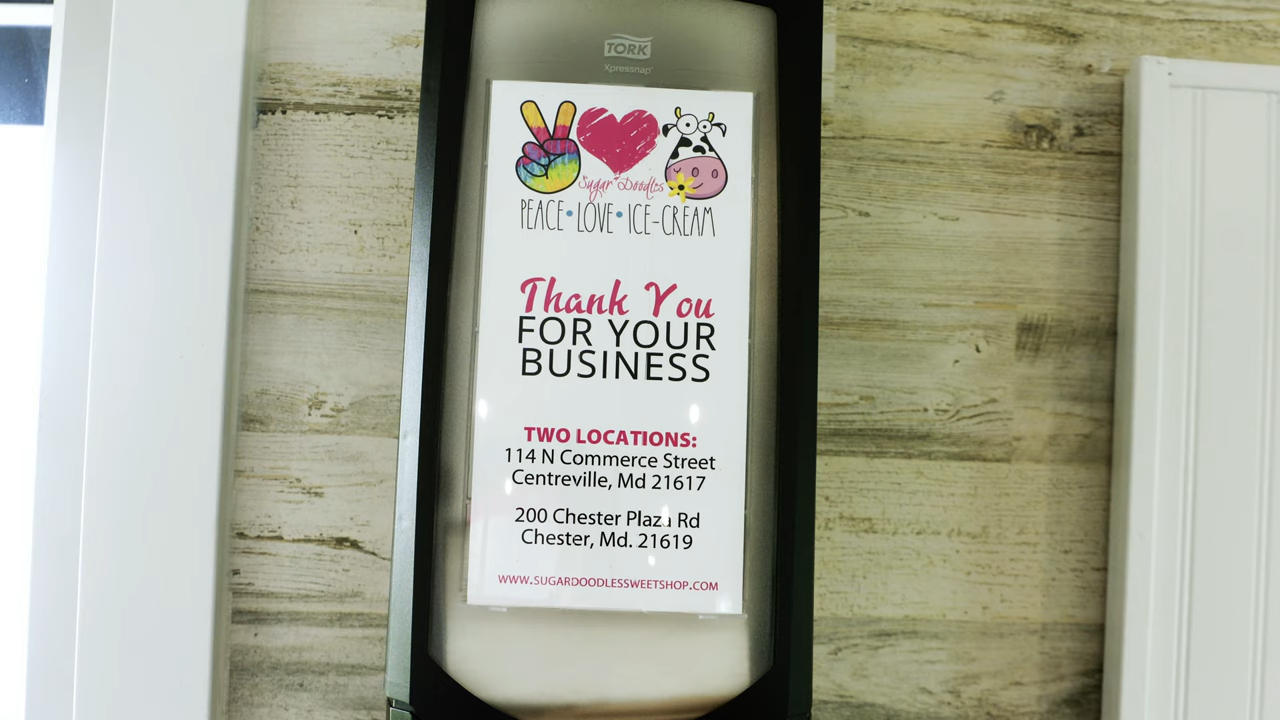 TORK
Xpressnap®
Sugar Doodles
PEACE • LOVE • ICE-CREAM
Thank You
FOR YOUR
BUSINESS
TWO LOCATIONS:
114 N Commerce Street
Centreville, Md 21617
200 Chester Plaza Rd
Chester, Md. 21619
WWW.SUGARDOODLESSWEETSHOP.COM